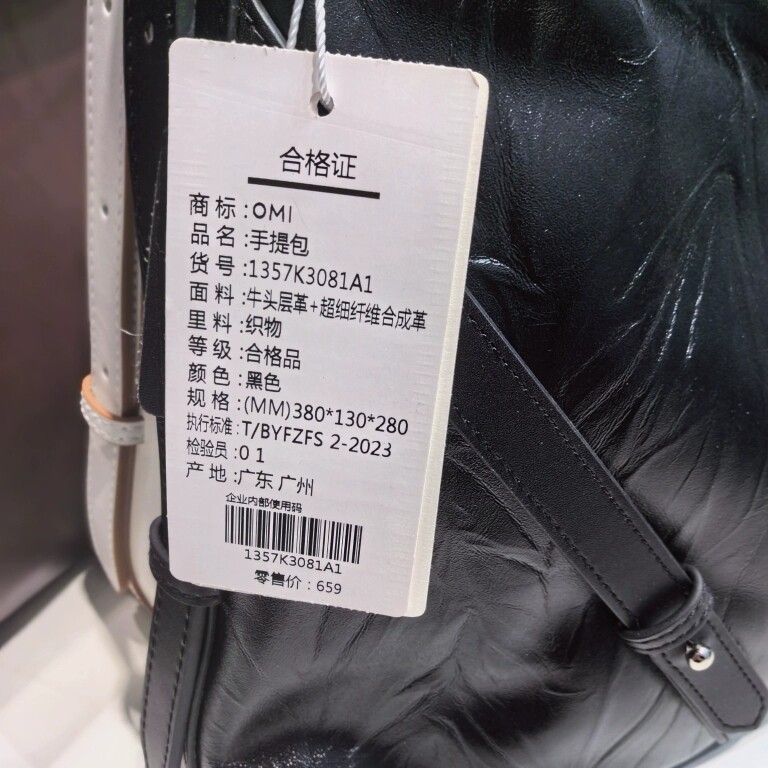 合格证
商标:OMI
品名:手提包
货号:1357K3081A1
面料:牛头层革+超细纤维合成革
里料:织物
等级:合格品
颜色:黑色
规格:(MM)380*130*280
执行标准:T/BYFZFS 2-2023
检验员:01
产地:广东 广州
企业内部使用码
1357K3081A1
零售价:659